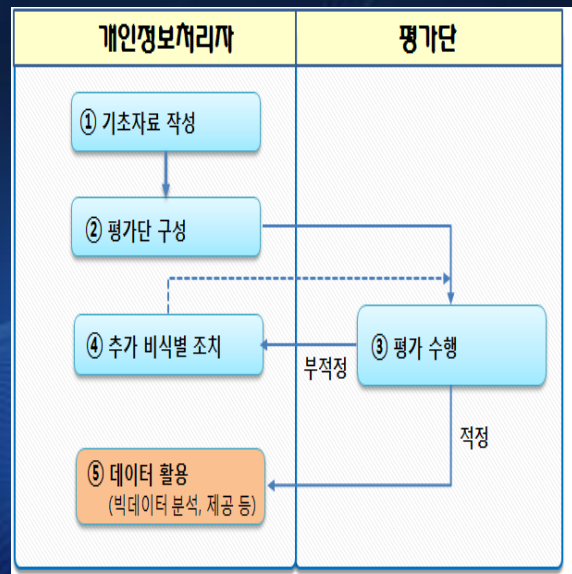 개인정보처리자
평가단
① 기초자료 작성
② 평가단 구성
④ 추가 비식별 조치
③ 평가 수행
부적정
적정
⑤ 데이터 활용
(빅데이터 분석, 제공 등)